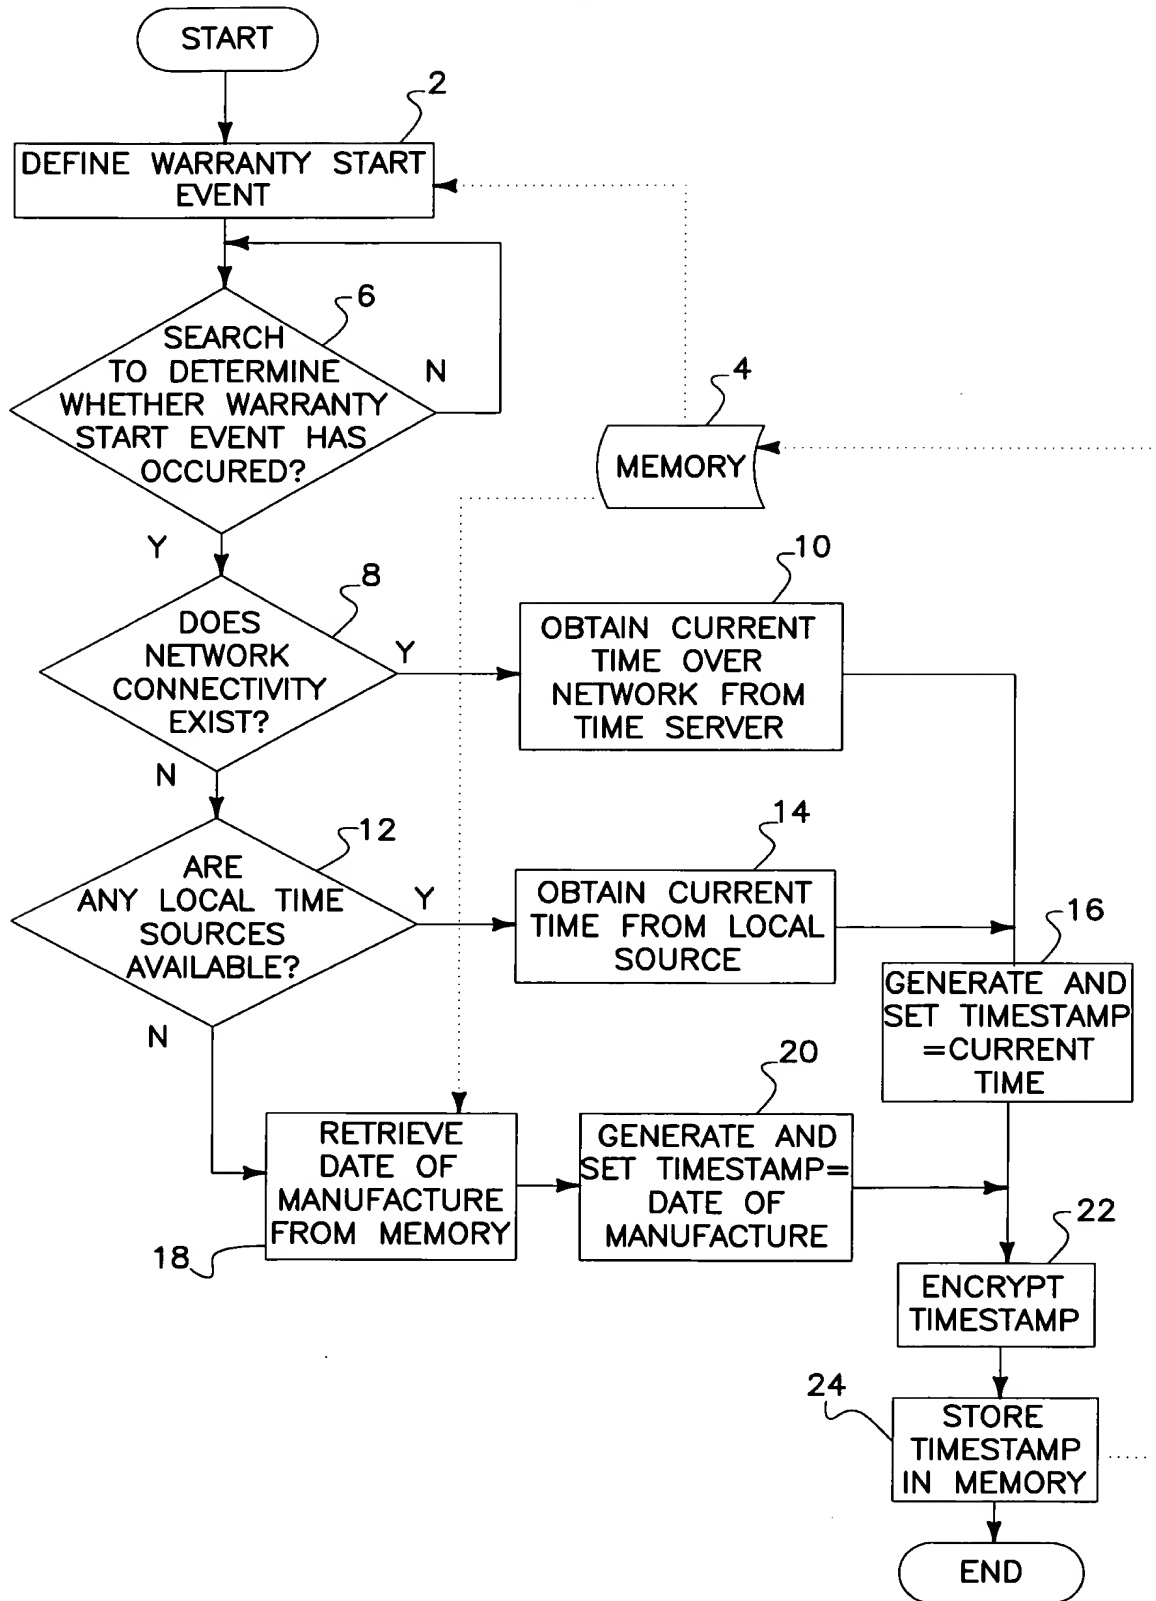 START
2
DEFINE WARRANTY START
EVENT
6
SEARCH
TO DETERMINE
WHETHER WARRANTY
START EVENT HAS
OCCURED?
N
4
MEMORY
Y
8
DOES
NETWORK
CONNECTIVITY
EXIST?
Y
10
OBTAIN CURRENT
TIME OVER
NETWORK FROM
TIME SERVER
N
12
ARE
ANY LOCAL TIME
SOURCES
AVAILABLE?
Y
14
OBTAIN CURRENT
TIME FROM LOCAL
SOURCE
16
GENERATE AND
SET TIMESTAMP
=CURRENT
TIME
N
RETRIEVE
DATE OF
MANUFACTURE
FROM MEMORY
18
20
GENERATE AND
SET TIMESTAMP=
DATE OF
MANUFACTURE
22
ENCRYPT
TIMESTAMP
24
STORE
TIMESTAMP
IN MEMORY
END